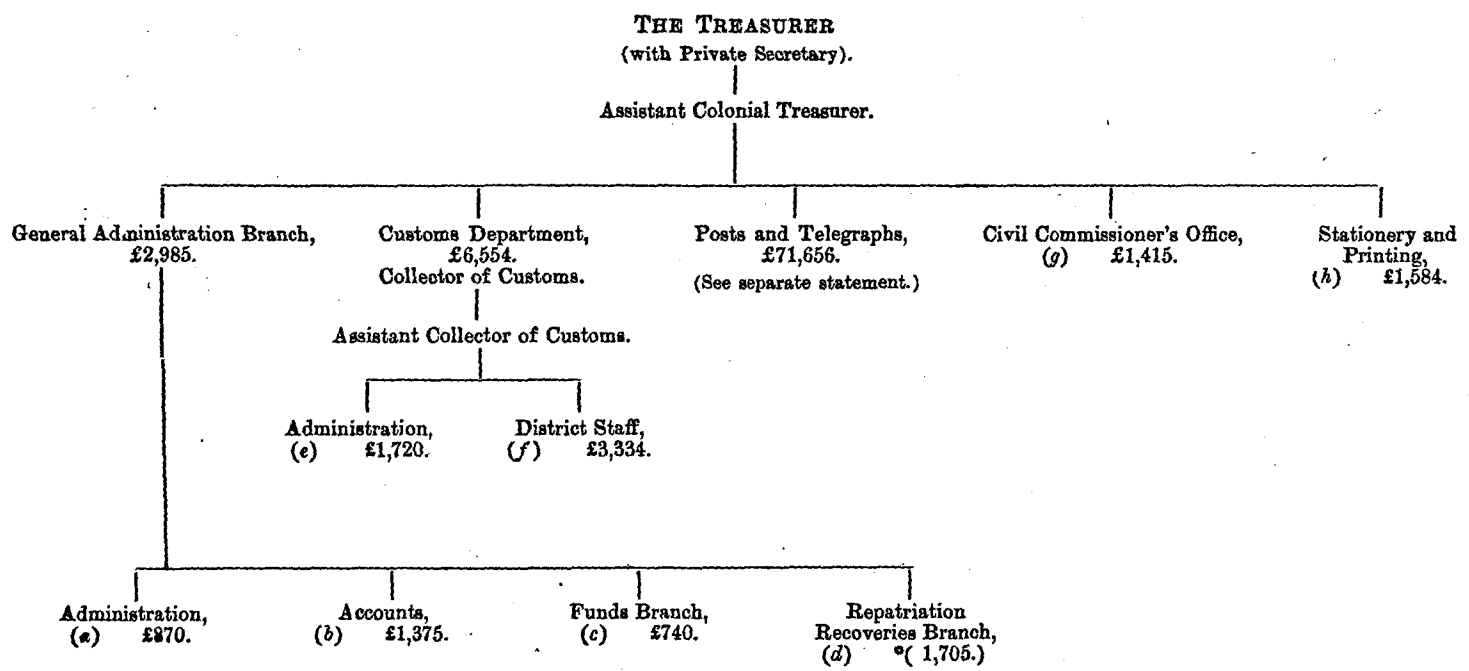 THE TREASURER
(with Private Secretary).
Assistant Colonial Treasurer.
General Administration Branch,
£2,985.
Customs Department,
£6,554.
Collector of Customs.
Posts and Telegraphs,
£71,656.
(See separate statement.)
Civil Commissioner's Office,
(g) £1,415.
Stationery and
Printing,
(h) £1,584.
Assistant Collector of Customs.
Administration,
(e) £1,720.
District Staff,
(f) £3,334.
Administration,
(a) £870.
Accounts,
(b) £1,375.
Funds Branch,
(c) £740.
Repatriation
Recoveries Branch,
(d) *( 1,705.)